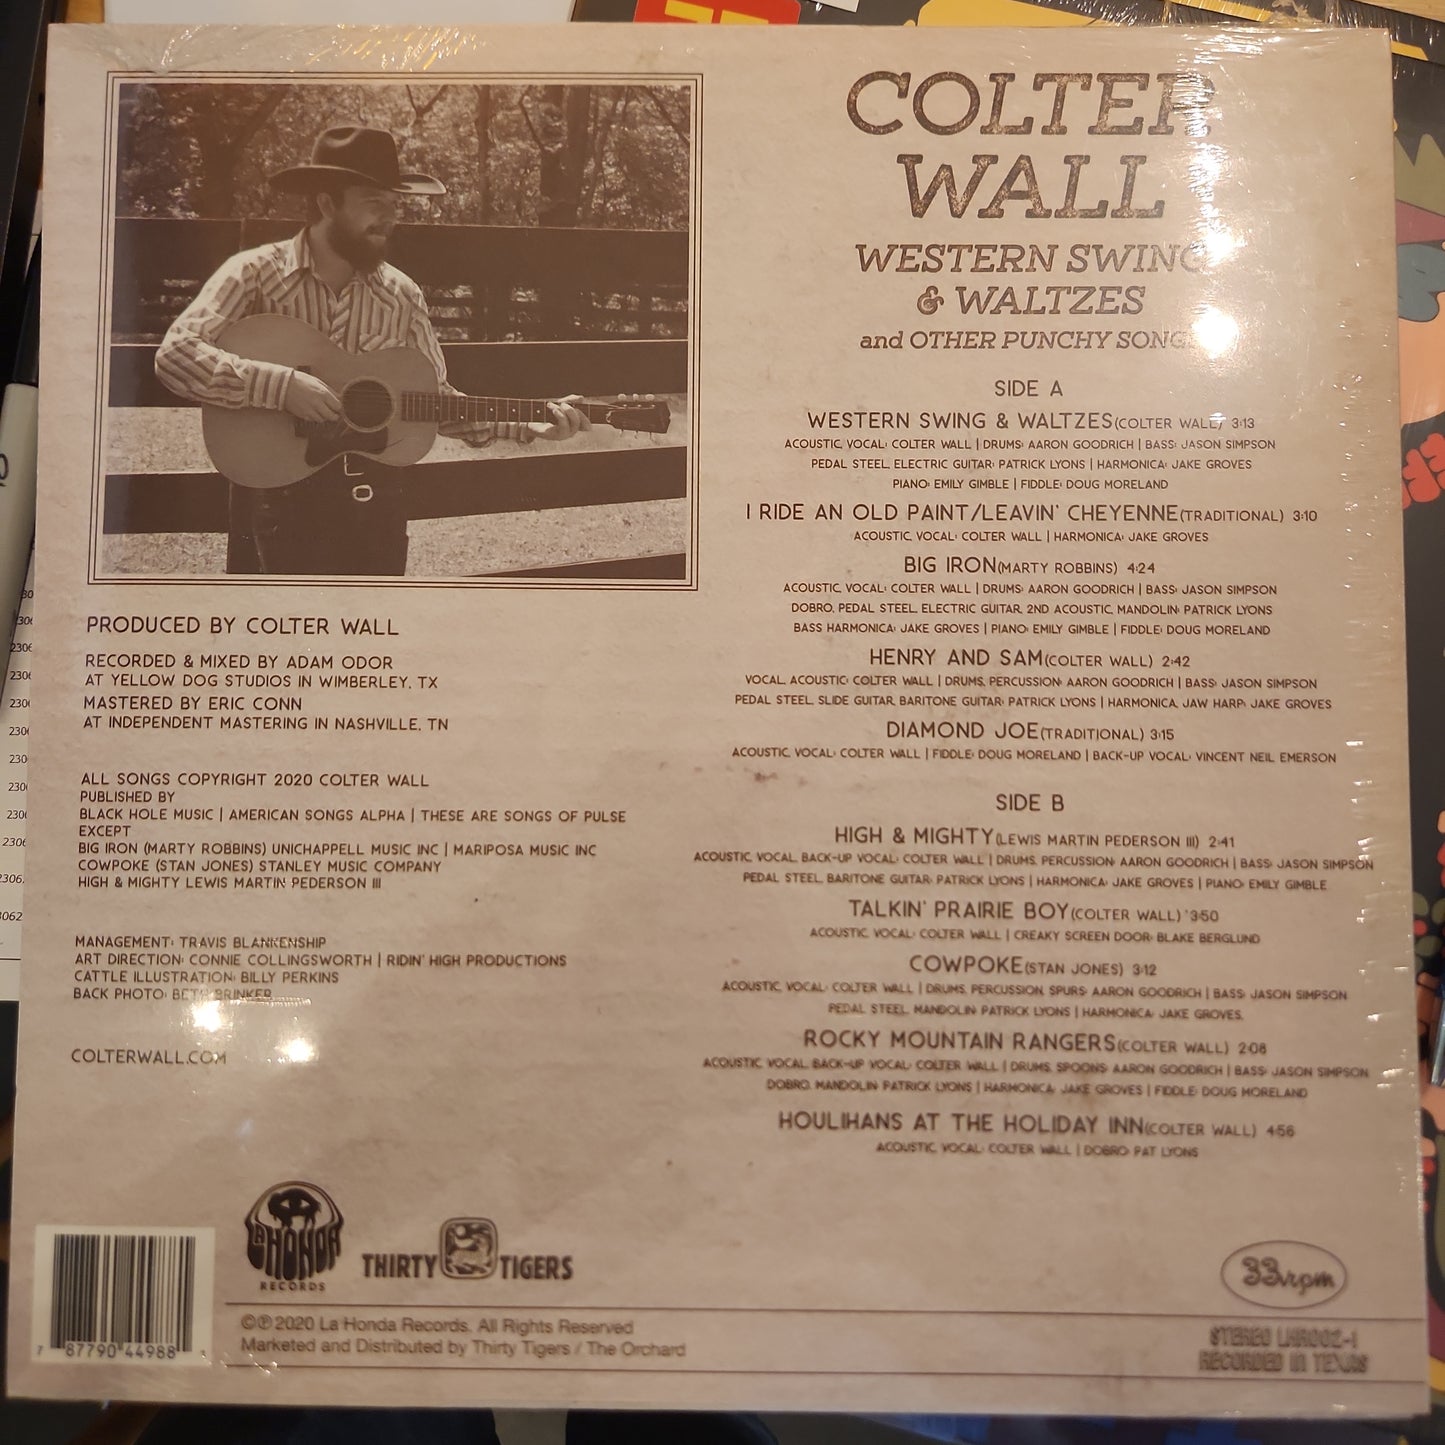 COLTER
WALL
WESTERN SWING
& WALTZES
and OTHER PUNCHY SONGS
SIDE A
WESTERN SWING & WALTZES(COLTER WALL) 3:13
ACOUSTIC, VOCAL: COLTER WALL | DRUMS: AARON GOODRICH | BASS: JASON SIMPSON
PEDAL STEEL, ELECTRIC GUITAR: PATRICK LYONS | HARMONICA: JAKE GROVES
PIANO: EMILY GIMBLE | FIDDLE: DOUG MORELAND
I RIDE AN OLD PAINT/LEAVIN' CHEYENNE(TRADITIONAL) 3:10
ACOUSTIC, VOCAL: COLTER WALL | HARMONICA: JAKE GROVES
BIG IRON(MARTY ROBBINS) 4:24
ACOUSTIC, VOCAL: COLTER WALL | DRUMS: AARON GOODRICH | BASS: JASON SIMPSON
DOBRO, PEDAL STEEL, ELECTRIC GUITAR, 2ND ACOUSTIC, MANDOLIN: PATRICK LYONS
BASS HARMONICA: JAKE GROVES | PIANO: EMILY GIMBLE | FIDDLE: DOUG MORELAND
HENRY AND SAM(COLTER WALL) 2:42
VOCAL, ACOUSTIC: COLTER WALL | DRUMS, PERCUSSION: AARON GOODRICH | BASS: JASON SIMPSON
PEDAL STEEL, SLIDE GUITAR, BARITONE GUITAR: PATRICK LYONS | HARMONICA, JAW HARP: JAKE GROVES
DIAMOND JOE(TRADITIONAL) 3:15
ACOUSTIC, VOCAL: COLTER WALL | FIDDLE: DOUG MORELAND | BACK-UP VOCAL: VINCENT NEIL EMERSON
SIDE B
HIGH & MIGHTY(LEWIS MARTIN PEDERSON III) 2:41
ACOUSTIC, VOCAL, BACK-UP VOCAL: COLTER WALL | DRUMS, PERCUSSION: AARON GOODRICH | BASS: JASON SIMPSON
PEDAL STEEL, BARITONE GUITAR: PATRICK LYONS | HARMONICA: JAKE GROVES | PIANO: EMILY GIMBLE
TALKIN' PRAIRIE BOY(COLTER WALL) 3:50
ACOUSTIC, VOCAL: COLTER WALL | CREAKY SCREEN DOOR: BLAKE BERGLUND
COWPOKE(STAN JONES) 3:12
ACOUSTIC, VOCAL: COLTER WALL | DRUMS, PERCUSSION, SPURS: AARON GOODRICH | BASS: JASON SIMPSON
PEDAL STEEL, MANDOLIN: PATRICK LYONS | HARMONICA: JAKE GROVES,
ROCKY MOUNTAIN RANGERS(COLTER WALL) 2:08
ACOUSTIC, VOCAL, BACK-UP VOCAL: COLTER WALL | DRUMS, SPOONS: AARON GOODRICH | BASS: JASON SIMPSON
DOBRO, MANDOLIN: PATRICK LYONS | HARMONICA: JAKE GROVES | FIDDLE: DOUG MORELAND
HOULIHANS AT THE HOLIDAY INN(COLTER WALL) 4:56
ACOUSTIC, VOCAL: COLTER WALL | DOBRO: PAT LYONS
PRODUCED BY COLTER WALL
RECORDED & MIXED BY ADAM ODOR
AT YELLOW DOG STUDIOS IN WIMBERLEY, TX
MASTERED BY ERIC CONN
AT INDEPENDENT MASTERING IN NASHVILLE, TN
ALL SONGS COPYRIGHT 2020 COLTER WALL
PUBLISHED BY
BLACK HOLE MUSIC | AMERICAN SONGS ALPHA | THESE ARE SONGS OF PULSE
EXCEPT
BIG IRON (MARTY ROBBINS) UNICHAPPELL MUSIC INC | MARIPOSA MUSIC INC
COWPOKE (STAN JONES) STANLEY MUSIC COMPANY
HIGH & MIGHTY LEWIS MARTIN PEDERSON III
MANAGEMENT: TRAVIS BLANKENSHIP
ART DIRECTION: CONNIE COLLINGSWORTH | RIDIN' HIGH PRODUCTIONS
CATTLE ILLUSTRATION: BILLY PERKINS
BACK PHOTO: BETH BRINKER
COLTERWALL.COM
LA HONDA
RECORDS
THIRTY TIGERS
7 87790 44988
©℗2020 La Honda Records. All Rights Reserved
Marketed and Distributed by Thirty Tigers / The Orchard
33rpm
STEREO LHR002-1
RECORDED IN TEXAS